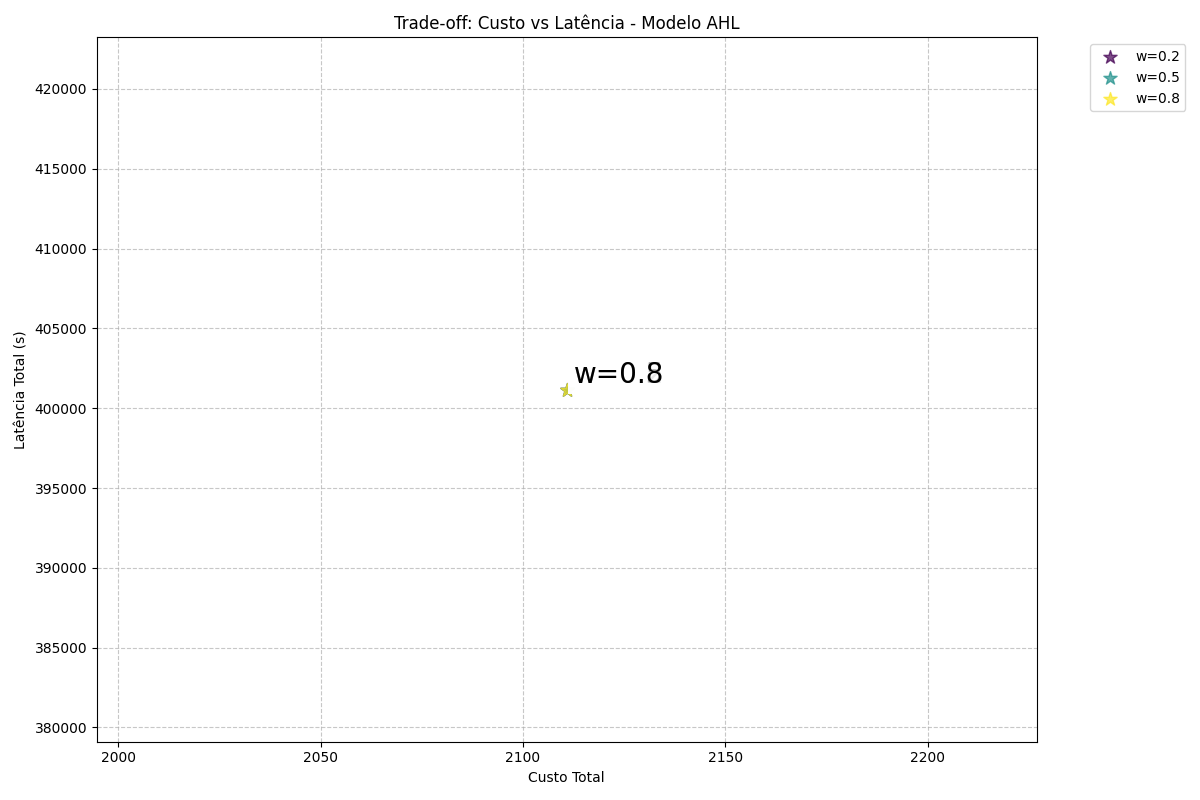 Trade-off: Custo vs Latência - Modelo AHL
w=0.2
w=0.5
w=0.8
420000
415000
410000
405000
400000
395000
390000
385000
380000
Latência Total (s)
w=0.8
2000
2050
2100
2150
2200
Custo Total